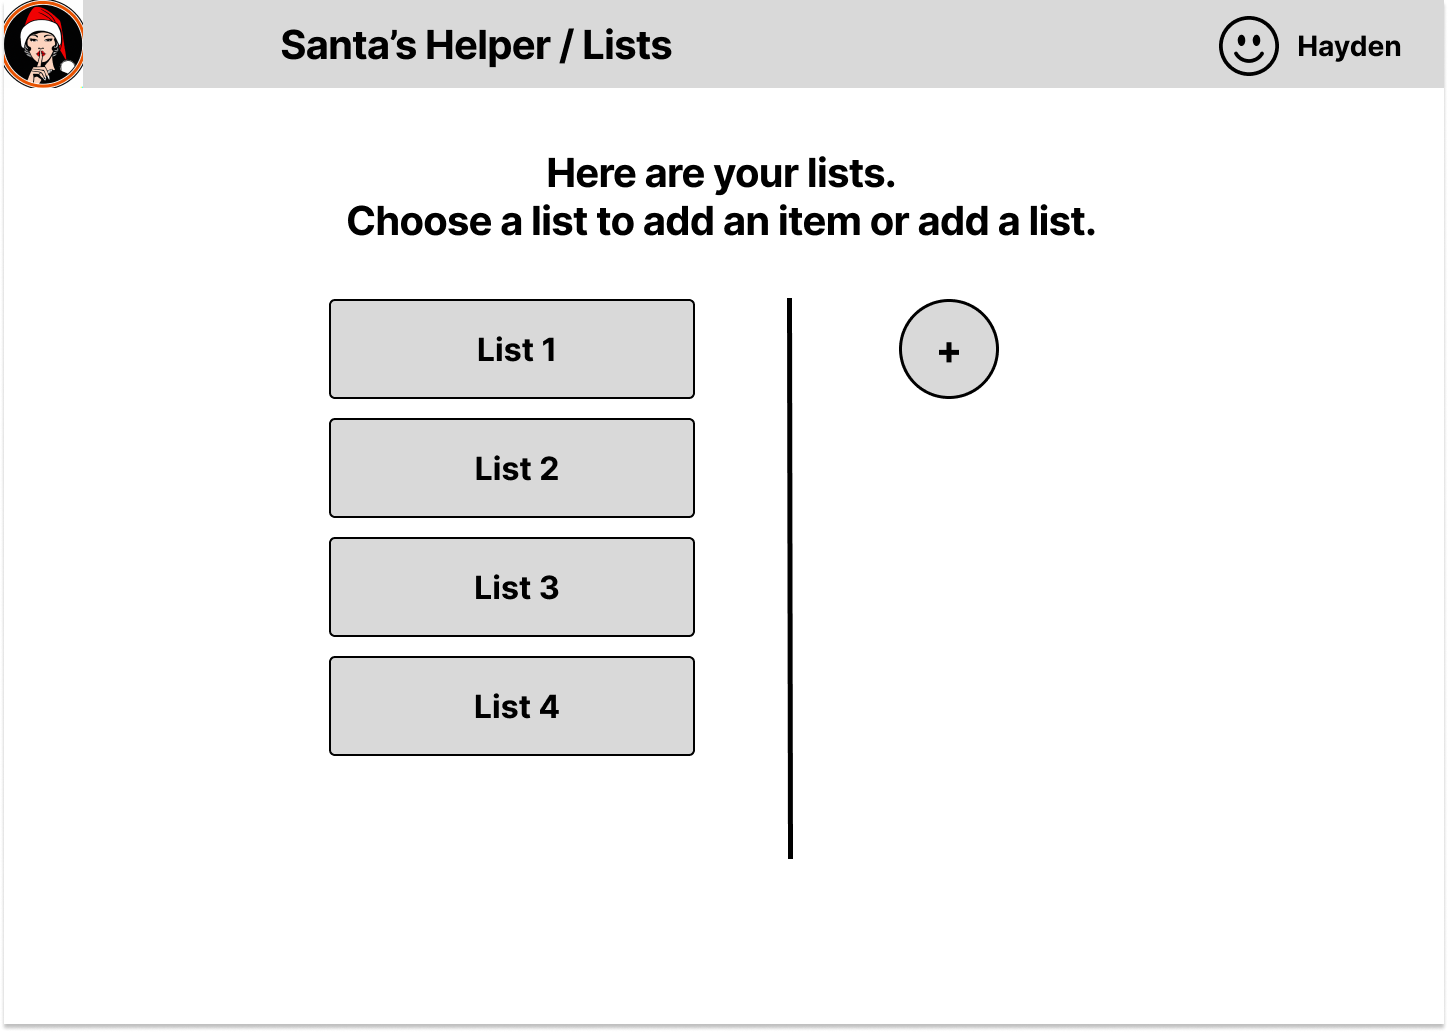 Santa’s Helper / Lists
Hayden
Here are your lists.
Choose a list to add an item or add a list.
List 1
+
List 2
List 3
List 4